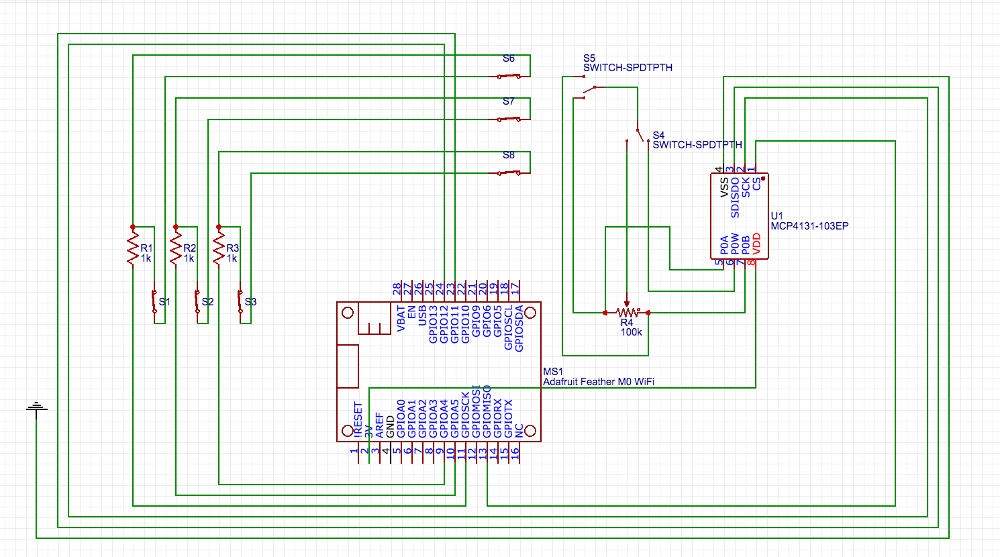 S6
S5
SWITCH-SPDTPTH
S7
S4
SWITCH-SPDTPTH
S8
4
3
2
1
VSS
SDISDO
SCK
CS
U1
MCP4131-103EP
P0A
P0W
P0B
VDD
5
6
7
8
R1
1k
R2
1k
R3
1k
S1
S2
S3
R4
100k
28
27
26
25
24
23
22
21
20
19
18
17
VBAT
EN
USB
GPIO13
GPIO12
GPIO11
GPIO10
GPIO9
GPIO6
GPIO5
GPIOSCL
GPIOSDA
MS1
Adafruit Feather M0 WiFi
!RESET
3V
AREF
GND
GPIOA0
GPIOA1
GPIOA2
GPIOA3
GPIOA4
GPIOA5
GPIOSCK
GPIOMOSI
GPIOMISO
GPIORX
GPIOTX
NC
1
2
3
4
5
6
7
8
9
10
11
12
13
14
15
16